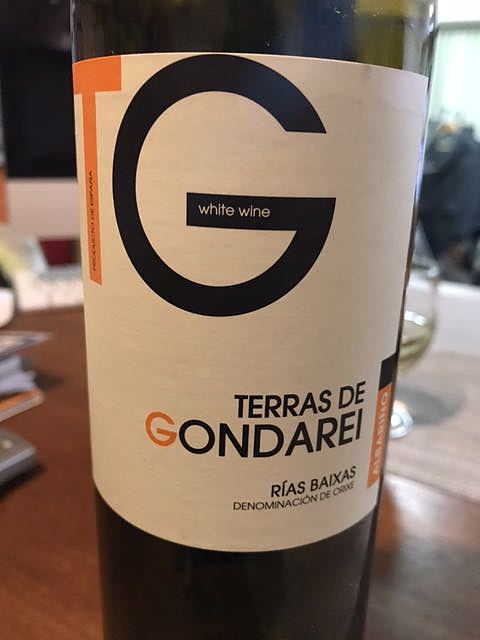 TG
white wine
PRODUCTO DE ESPAÑA
TERRAS DE
GONDAREI
ALBARIÑO
RÍAS BAIXAS
DENOMINACIÓN DE ORIXE